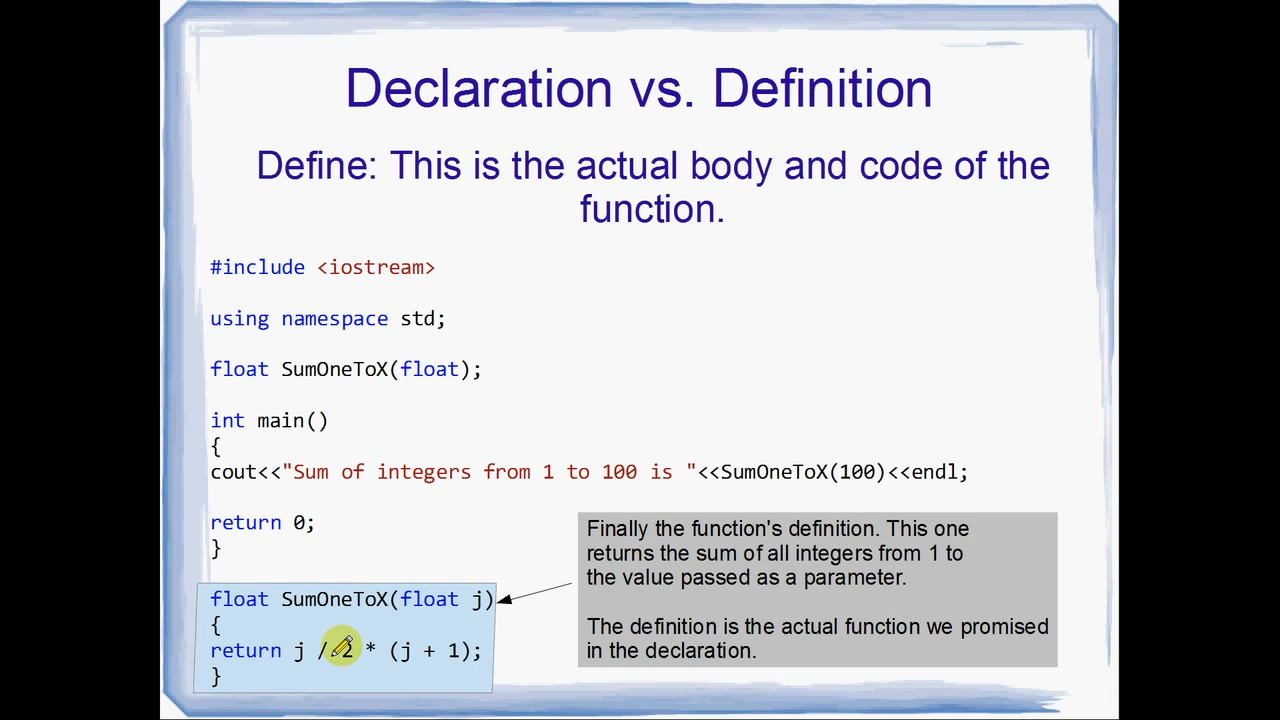 Declaration vs. Definition
Define: This is the actual body and code of the
function.
#include <iostream>
using namespace std;
float SumOneToX(float);
int main()
{
cout<<"Sum of integers from 1 to 100 is "<<SumOneToX(100)<<endl;
return 0;
}
float SumOneToX(float j)
{
return j / 2 * (j + 1);
}
Finally the function's definition. This one
returns the sum of all integers from 1 to
the value passed as a parameter.
The definition is the actual function we promised
in the declaration.